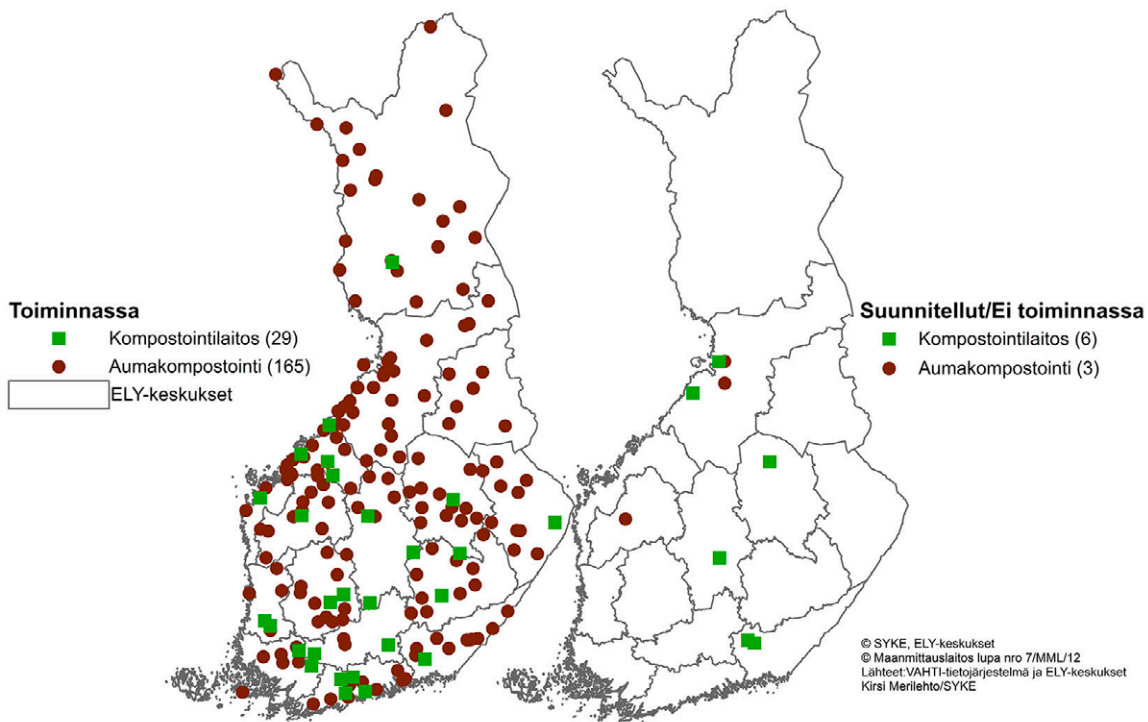 Toiminnassa
Kompostointilaitos (29)
Aumakompostointi (165)
ELY-keskukset
Suunnitellut/Ei toiminnassa
Kompostointilaitos (6)
Aumakompostointi (3)
© SYKE, ELY-keskukset
© Maanmittauslaitos lupa nro 7/MML/12
Lähteet:VAHTI-tietojärjestelmä ja ELY-keskukset
Kirsi Merilehto/SYKE